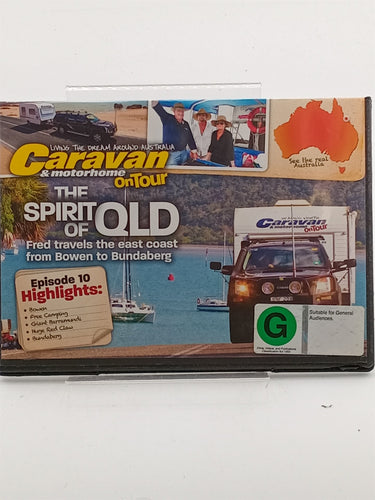 LIVING THE DREAM AROUND AUSTRALIA
Caravan
& motorhome
OnTour
See the real
Australia
THE
SPIRIT
OF QLD
Fred travels the east coast
from Bowen to Bundaberg
Episode 10
Highlights:
• Bowen
• Free Camping
• Giant Barramundi
• Huge Red Claw
• Bundaberg
Caravan
OnTour
G
Suitable for General
Audiences.